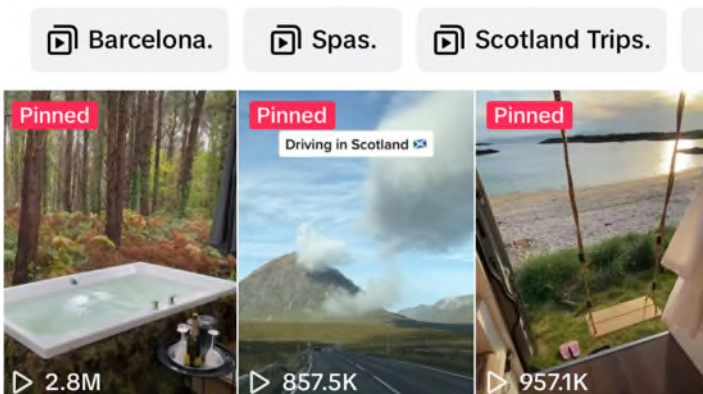 Barcelona.
Spas.
Scotland Trips.
Pinned
Pinned
Pinned
Driving in Scotland 🏴󠁧󠁢󠁳󠁣󠁴󠁿
2.8M
857.5K
957.1K